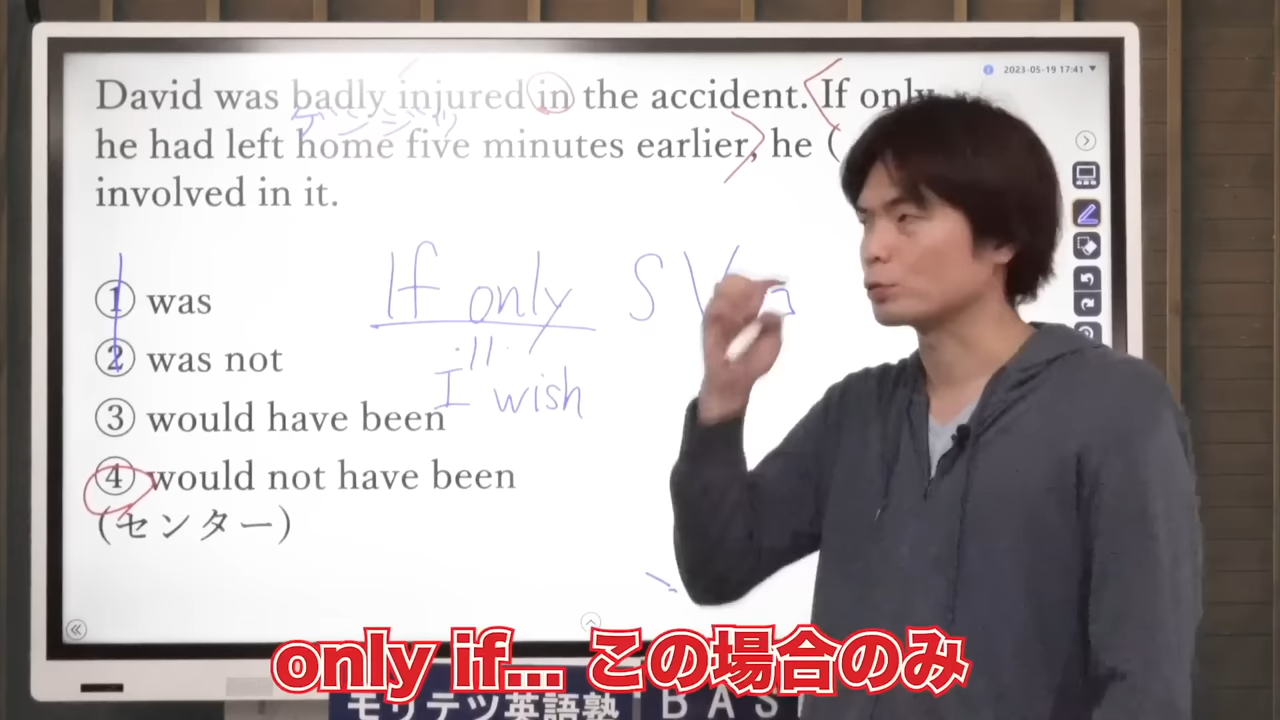 2023-05-19 17:41
David was badly injured in the accident. If only
he had left home five minutes earlier, he (
involved in it.
① was
② was not
③ would have been
④ would not have been
(センター)
If only S V
I wish
only if... この場合のみ
モリテツ英語塾 BAS